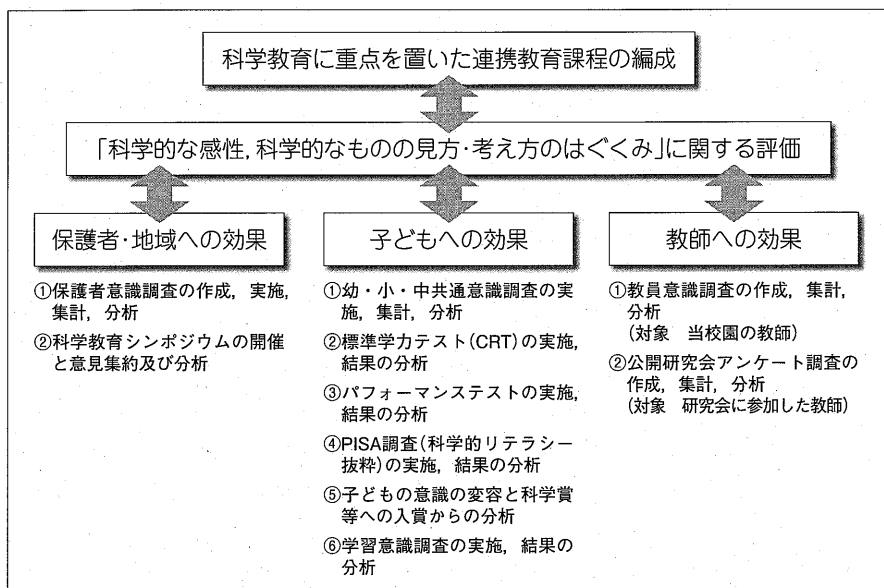 科学教育に重点を置いた連携教育課程の編成
「科学的な感性，科学的なものの見方・考え方のはぐくみ」に関する評価
保護者・地域への効果
①保護者意識調査の作成，実施，
集計，分析
②科学教育シンポジウムの開催
と意見集約及び分析
子どもへの効果
①幼・小・中共通意識調査の実
施，集計，分析
②標準学力テスト(CRT)の実施，
結果の分析
③パフォーマンステストの実施，
結果の分析
④PISA調査(科学的リテラシー
抜粋)の実施，結果の分析
⑤子どもの意識の変容と科学賞
等への入賞からの分析
⑥学習意識調査の実施，結果の
分析
教師への効果
①教員意識調査の作成，集計，
分析
(対象　当校園の教師)
②公開研究会アンケート調査の
作成，集計，分析
(対象　研究会に参加した教師)